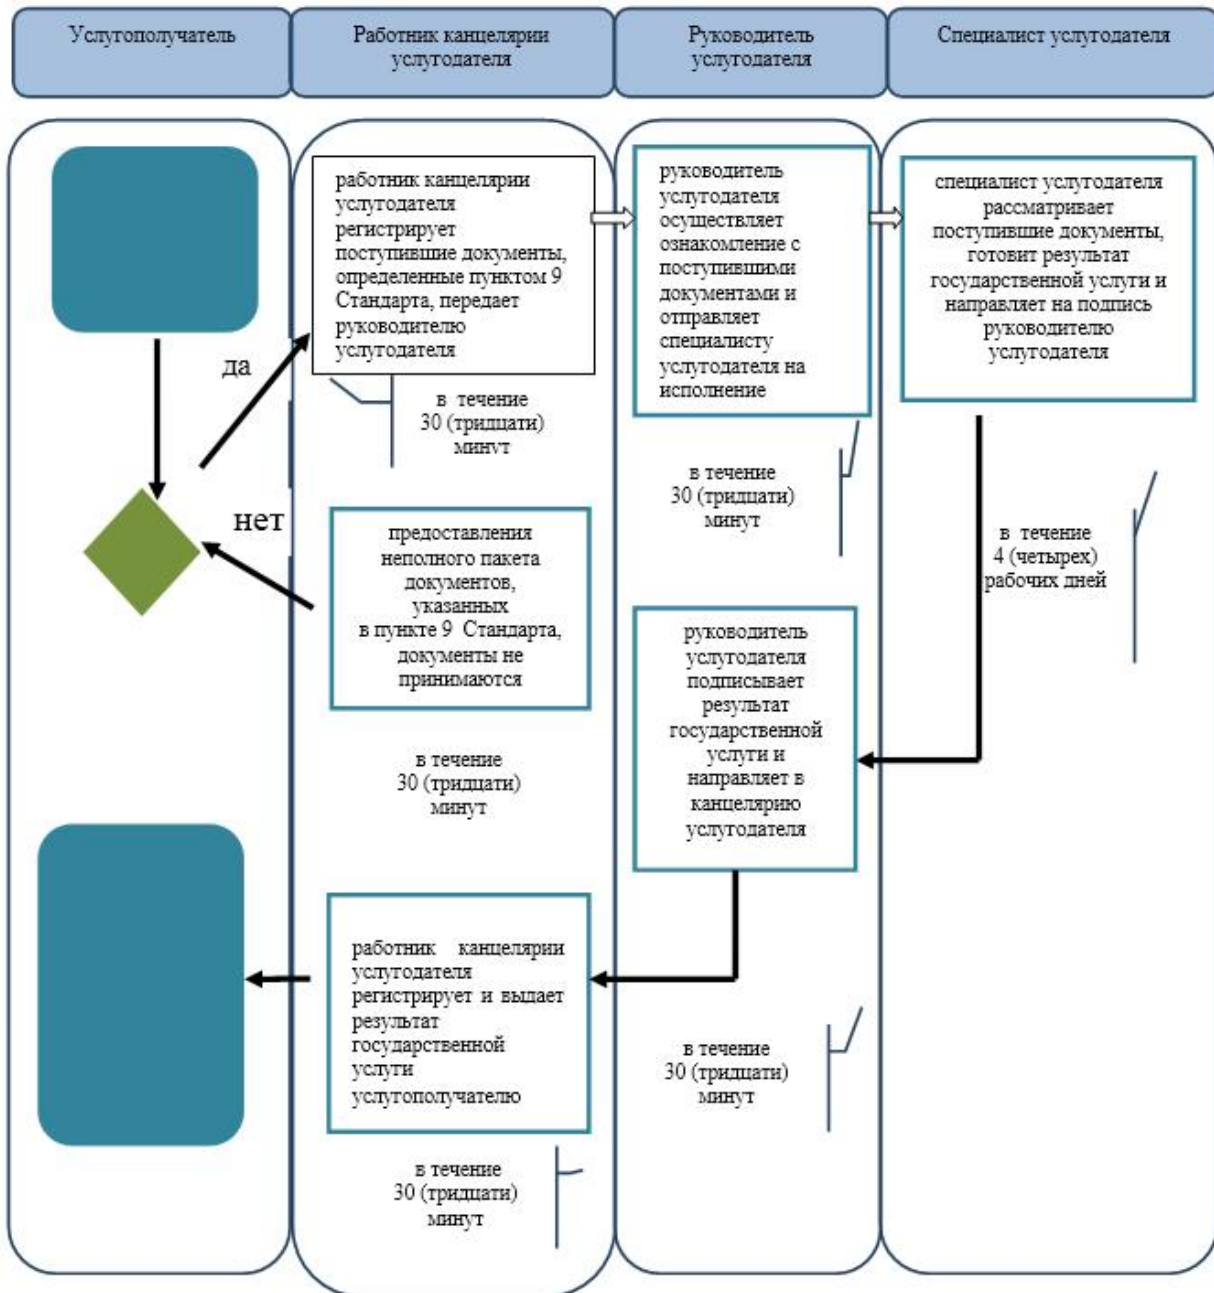 Услугополучатель
Работник канцелярии
услугодателя
Руководитель
услугодателя
Специалист услугодателя
работник канцелярии
услугодателя
регистрирует
поступившие документы,
определенные пунктом 9
Стандарта, передает
руководителю
услугодателя
руководитель
услугодателя
осуществляет
ознакомление с
поступившими
документами и
отправляет
специалисту
услугодателя на
исполнение
специалист услугодателя
рассматривает
поступившие документы,
готовит результат
государственной услуги и
направляет на подпись
руководителю
услугодателя
да
в течение
30 (тридцати)
минут
в течение
30 (тридцати)
минут
в течение
4 (четырех)
рабочих дней
нет
предоставления
неполного пакета
документов,
указанных
в пункте 9 Стандарта,
документы не
принимаются
в течение
30 (тридцати)
минут
руководитель
услугодателя
подписывает
результат
государственной
услуги и
направляет в
канцелярию
услугодателя
работник канцелярии
услугодателя
регистрирует и выдает
результат
государственной
услуги
услугополучателю
в течение
30 (тридцати)
минут
в течение
30 (тридцати)
минут